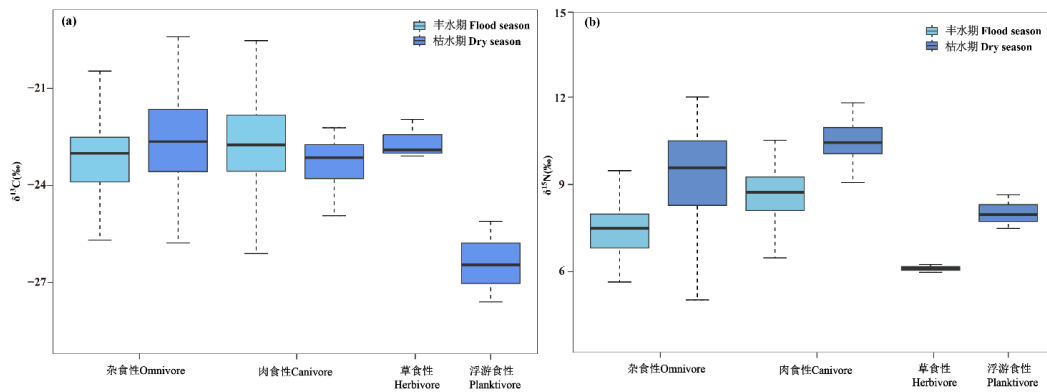 (a)
丰水期 Flood season
枯水期 Dry season
δ¹³C(‰)
−21
−24
−27
杂食性Omnivore
肉食性Canivore
草食性
Herbivore
浮游食性
Planktivore
(b)
丰水期 Flood season
枯水期 Dry season
δ¹⁵N(‰)
15
12
9
6
杂食性Omnivore
肉食性Canivore
草食性
Herbivore
浮游食性
Planktivore